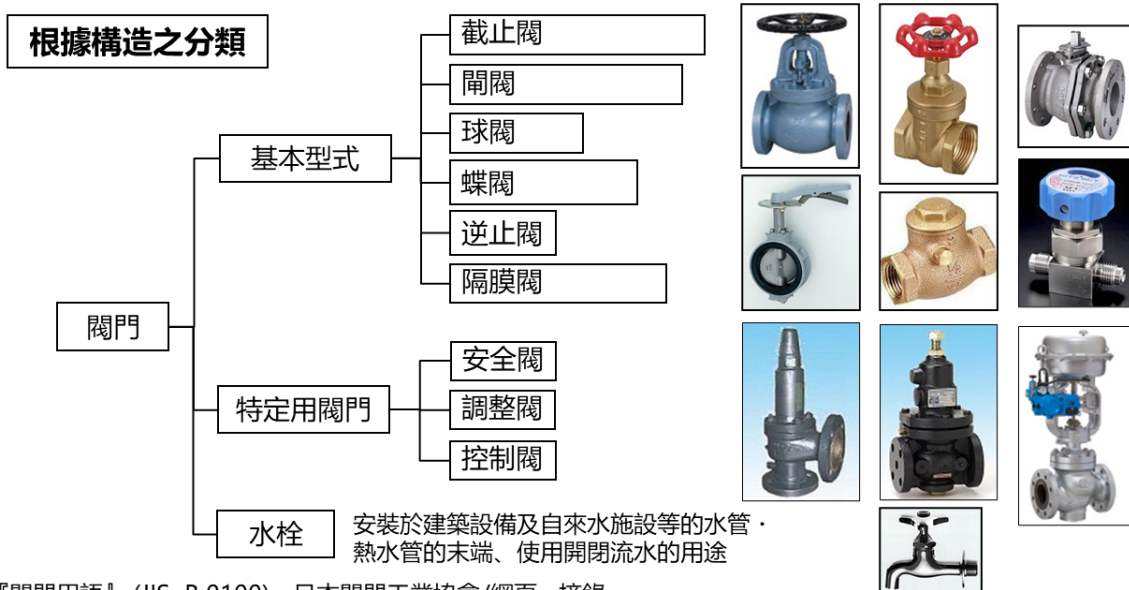 根據構造之分類
截止閥
閘閥
球閥
基本型式
蝶閥
逆止閥
隔膜閥
閥門
安全閥
特定用閥門
調整閥
控制閥
水栓
安裝於建築設備及自來水施設等的水管・
熱水管的末端、使用開閉流水的用途